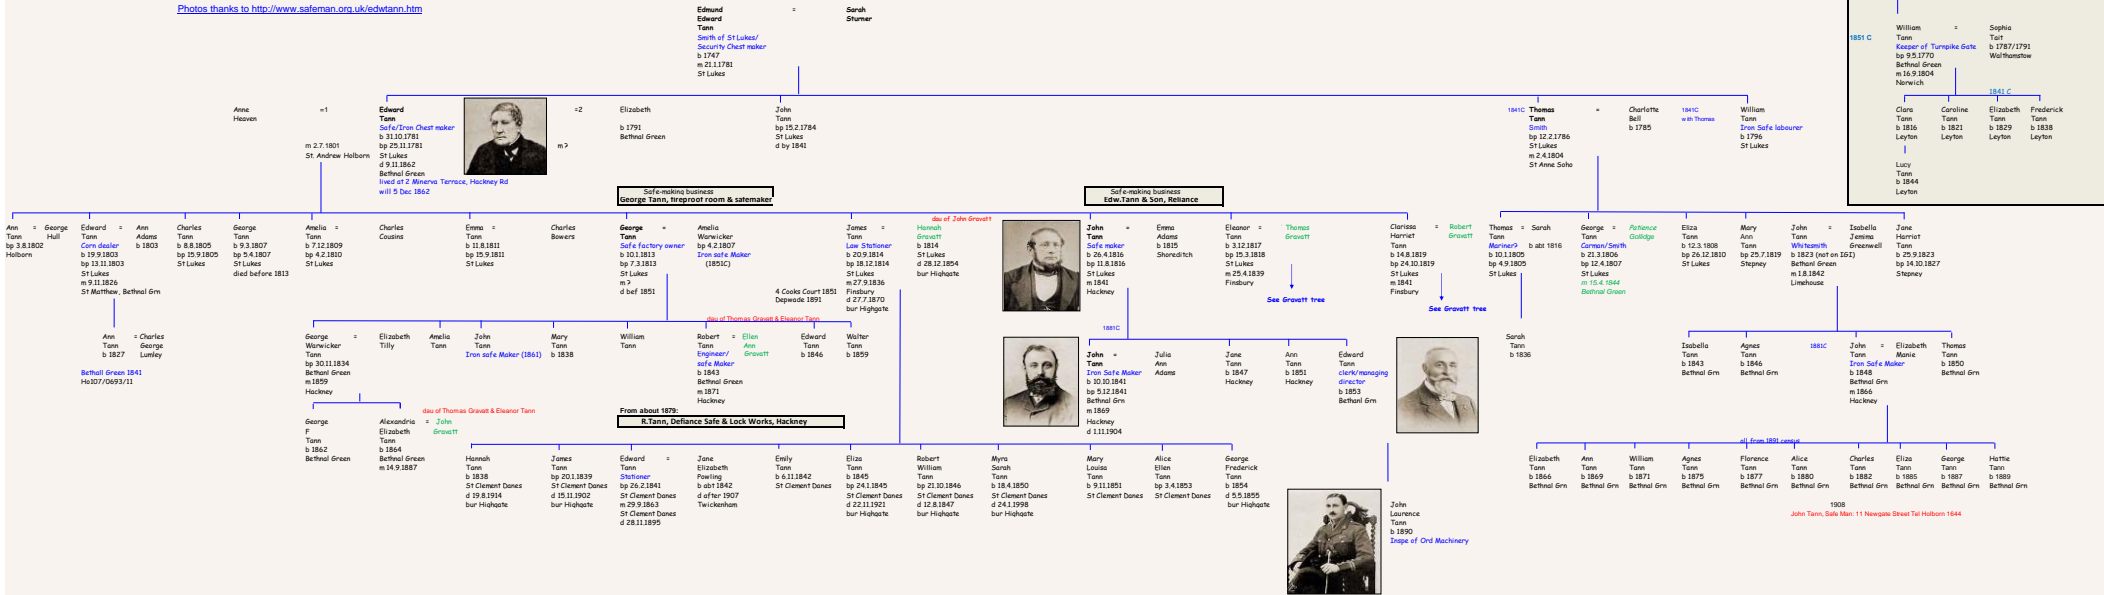 Photos thanks to http://www.safeman.org.uk/edwtann.htm
Edmund = Sarah
Edward Sturner
Tann
Smith of St Lukes/
Security Chest maker
b 1747
m 21.1.1781
St Lukes
1851 C
William = Sophia
Tann Tait
Keeper of Turnpike Gate b 1787/1791
bp 9.5.1770 Walthamstow
Bethnal Green
m 16.9.1804
Norwich
1841 C
Clara
Tann
b 1816
Leyton
Caroline
Tann
b 1821
Leyton
Elizabeth
Tann
b 1829
Leyton
Frederick
Tann
b 1838
Leyton
Lucy
Tann
b 1844
Leyton
Anne =1
Heaven
m 2.7.1801
St. Andrew Holborn
Edward
Tann
Safe/Iron Chest maker
b 31.10.1781
bp 25.11.1781
St Lukes
d 9.11.1862
Bethnal Green
lived at 2 Minerva Terrace, Hackney Rd
will 5 Dec 1862
=2
m ?
Elizabeth
b 1791
Bethnal Green
John
Tann
bp 15.2.1784
St Lukes
d by 1841
1841C
Thomas =
Tann
Smith
bp 12.2.1786
St Lukes
m 2.4.1804
St Anne Soho
Charlotte
Bell
b 1785
1841C
with Thomas
William
Tann
Iron Safe labourer
b 1796
St Lukes
Safe-making business
George Tann, fireproof room & safemaker
Safe-making business
Edw.Tann & Son, Reliance
Ann = George
Tann Hull
bp 3.8.1802
Holborn
Edward = Ann
Tann Adams
Corn dealer b 1803
b 19.9.1803
bp 13.11.1803
St Lukes
m 9.11.1826
St Matthew, Bethnal Grn
Charles
Tann
b 8.8.1805
bp 15.9.1805
St Lukes
George
Tann
b 9.3.1807
bp 5.4.1807
St Lukes
died before 1813
Amelia = Charles
Tann Cousins
b 7.12.1809
bp 4.2.1810
St Lukes
Emma = Charles
Tann Bowers
b 11.8.1811
bp 15.9.1811
St Lukes
George =
Tann
Safe factory owner
b 10.1.1813
bp 7.3.1813
St Lukes
m ?
d bef 1851
Amelia
Warwicker
bp 4.2.1807
Iron safe Maker
(1851C)
4 Cooks Court 1851
Depwade 1891
James =
Tann
Law Stationer
b 20.9.1814
bp 18.12.1814
St Lukes
m 27.9.1836
Finsbury
d 27.7.1870
bur Highgate
dau of John Gravatt
Hannah
Gravatt
b 1814
St Lukes
d 28.12.1854
bur Highgate
John =
Tann
Safe maker
b 26.4.1816
bp 11.8.1816
St Lukes
m 1841
Hackney
Emma
Adams
b 1815
Shoreditch
Eleanor =
Tann
b 3.12.1817
bp 15.3.1818
St Lukes
m 25.4.1839
Finsbury
Thomas
Gravatt
See Gravatt tree
Clarissa =
Harriet
Tann
b 14.8.1819
bp 24.10.1819
St Lukes
m 1841
Finsbury
Robert
Gravatt
See Gravatt tree
Thomas = Sarah
Tann
Mariner? b abt 1816
b 10.1.1805
bp 4.9.1805
St Lukes
George =
Tann
Carman/Smith
b 21.3.1806
bp 12.4.1807
St Lukes
m 15.4.1844
Bethnal Green
Patience
Gollidge
Eliza
Tann
b 12.3.1808
bp 26.12.1810
St Lukes
Mary
Ann
Tann
bp 25.7.1819
Stepney
John =
Tann
Whitesmith
b 1823 (not on IGI)
Bethanl Green
m 1.8.1842
Limehouse
Isabella
Jemima
Greenwell
Jane
Harriot
Tann
b 25.9.1823
bp 14.10.1827
Stepney
Ann = Charles
Tann George
b 1827 Lumley
Bethall Green 1841
Ho107/0693/11
dau of Thomas Gravatt & Eleanor Tann
George =
Warwicker
Tann
bp 30.11.1834
Bethanl Green
m 1859
Hackney
Elizabeth
Tilly
Amelia
Tann
John
Tann
Iron safe Maker (1861)
Mary
Tann
b 1838
William
Tann
Robert =
Tann
Engineer/
safe Maker
b 1843
Bethnal Green
m 1871
Hackney
Ellen
Ann
Gravatt
Edward
Tann
b 1846
Walter
Tann
b 1859
1881C
John =
Tann
Iron Safe Maker
b 10.10.1841
bp 5.12.1841
Bethnal Grn
m 1869
Hackney
d 1.11.1904
Julia
Ann
Adams
Jane
Tann
b 1847
Hackney
Ann
Tann
b 1851
Hackney
Edward
Tann
clerk/managing
director
b 1853
Bethanl Grn
Sarah
Tann
b 1836
Isabella
Tann
b 1843
Bethnal Grn
Agnes
Tann
b 1846
Bethnal Grn
1881C
John =
Tann
Iron Safe Maker
b 1848
Bethnal Grn
m 1866
Hackney
Elizabeth
Manie
Thomas
Tann
b 1850
Bethnal Grn
George
F
Tann
b 1862
Bethnal Green
dau of Thomas Gravatt & Eleanor Tann
Alexandria = John
Elizabeth Gravatt
Tann
b 1864
Bethnal Green
m 14.9.1887
From about 1879:
R.Tann, Defiance Safe & Lock Works, Hackney
Hannah
Tann
b 1838
St Clement Danes
d 19.8.1914
bur Highgate
James
Tann
bp 20.1.1839
St Clement Danes
d 15.11.1902
bur Highgate
Edward =
Tann
Stationer
bp 26.2.1841
St Clement Danes
m 29.9.1863
St Clement Danes
d 28.11.1895
Jane
Elizabeth
Powling
b abt 1842
d after 1907
Twickenham
Emily
Tann
b 6.11.1842
St Clement Danes
Eliza
Tann
b 1845
bp 24.1.1845
St Clement Danes
d 22.11.1921
bur Highgate
Robert
William
Tann
bp 21.10.1846
St Clement Danes
d 12.8.1847
bur Highgate
Myra
Sarah
Tann
b 18.4.1850
St Clement Danes
d 24.1.1998
bur Highgate
Mary
Louisa
Tann
b 9.11.1851
St Clement Danes
Alice
Ellen
Tann
bp 3.4.1853
St Clement Danes
George
Frederick
Tann
b 1854
d 5.5.1855
bur Highgate
John
Laurence
Tann
b 1890
Inspe of Ord Machinery
all from 1891 census
Elizabeth
Tann
b 1866
Bethnal Grn
Ann
Tann
b 1869
Bethnal Grn
William
Tann
b 1871
Bethnal Grn
Agnes
Tann
b 1875
Bethnal Grn
Florence
Tann
b 1877
Bethnal Grn
Alice
Tann
b 1880
Bethnal Grn
Charles
Tann
b 1882
Bethnal Grn
Eliza
Tann
b 1885
Bethnal Grn
George
Tann
b 1887
Bethnal Grn
Hattie
Tann
b 1889
Bethnal Grn
1908
John Tann, Safe Man: 11 Newgate Street Tel Holborn 1644